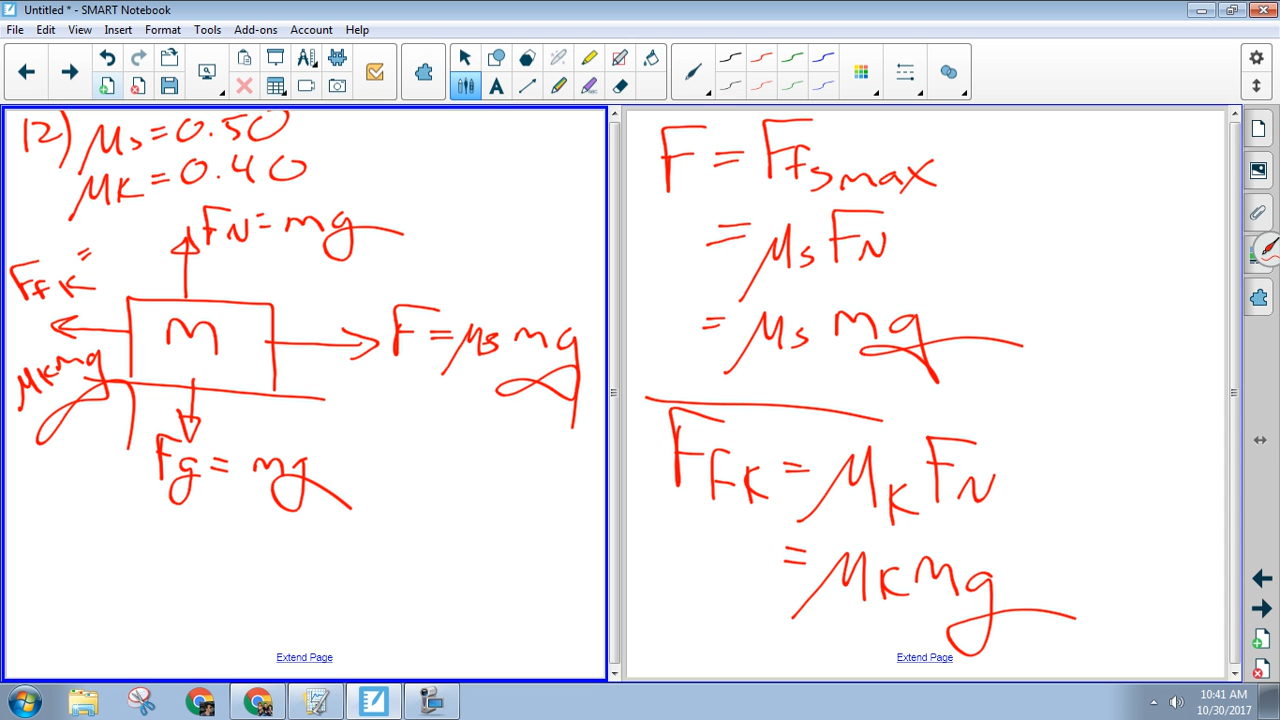 Untitled * - SMART Notebook
File Edit View Insert Format Tools Add-ons Account Help
12) μs = 0.50
μK = 0.40
FN = mg
FfK =
μKmg
m
F = μs mg
Fg = mg
Extend Page
F = Ffsmax
= μs FN
= μs mg
FFK = μK FN
= μK mg
Extend Page
10:41 AM
10/30/2017